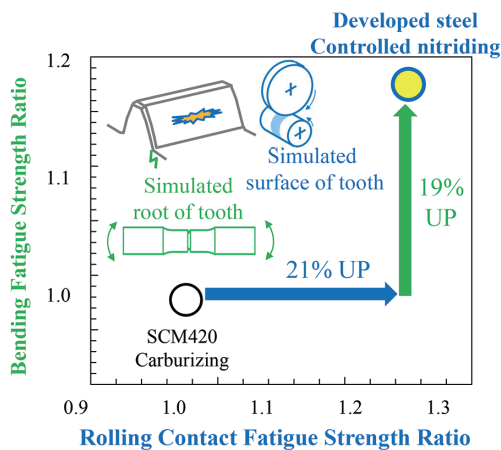 Developed steel
Controlled nitriding
1.2
1.1
1.0
Bending Fatigue Strength Ratio
Simulated
surface of tooth
Simulated
root of tooth
19%
UP
21% UP
SCM420
Carburizing
0.9
1.0
1.1
1.2
1.3
Rolling Contact Fatigue Strength Ratio